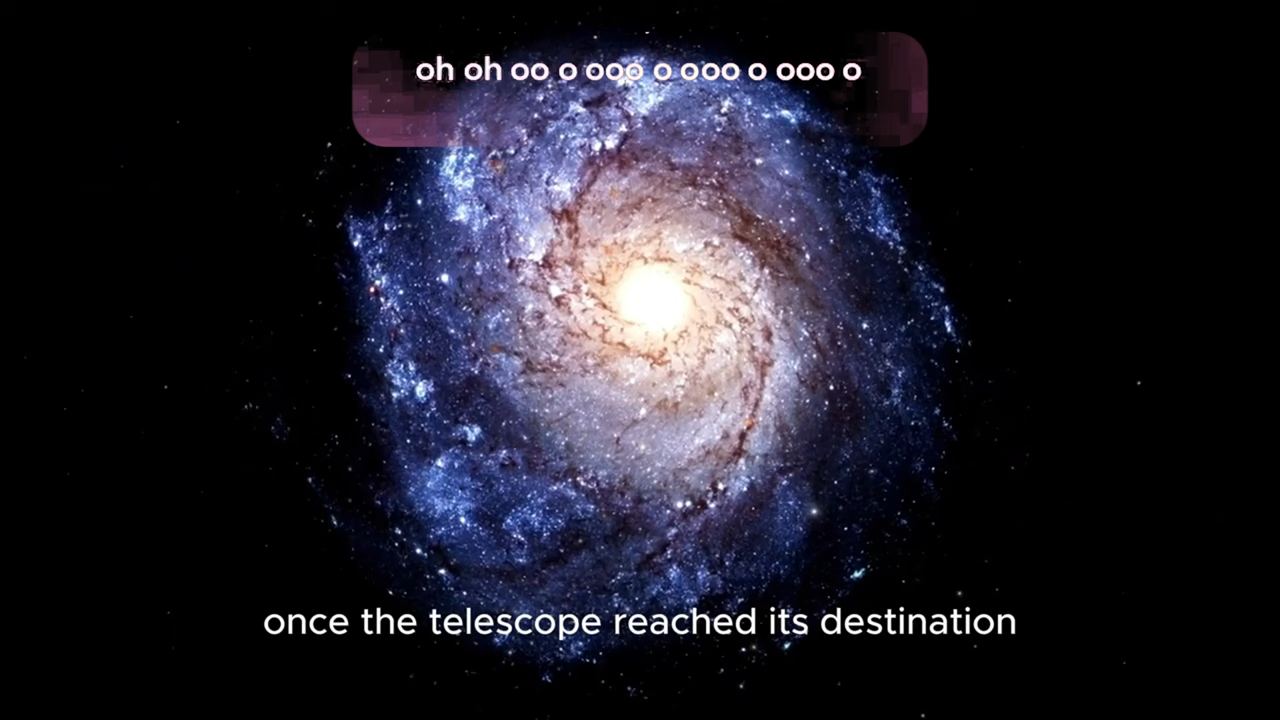 oh oh oo o ooo o ooo o ooo o
once the telescope reached its destination